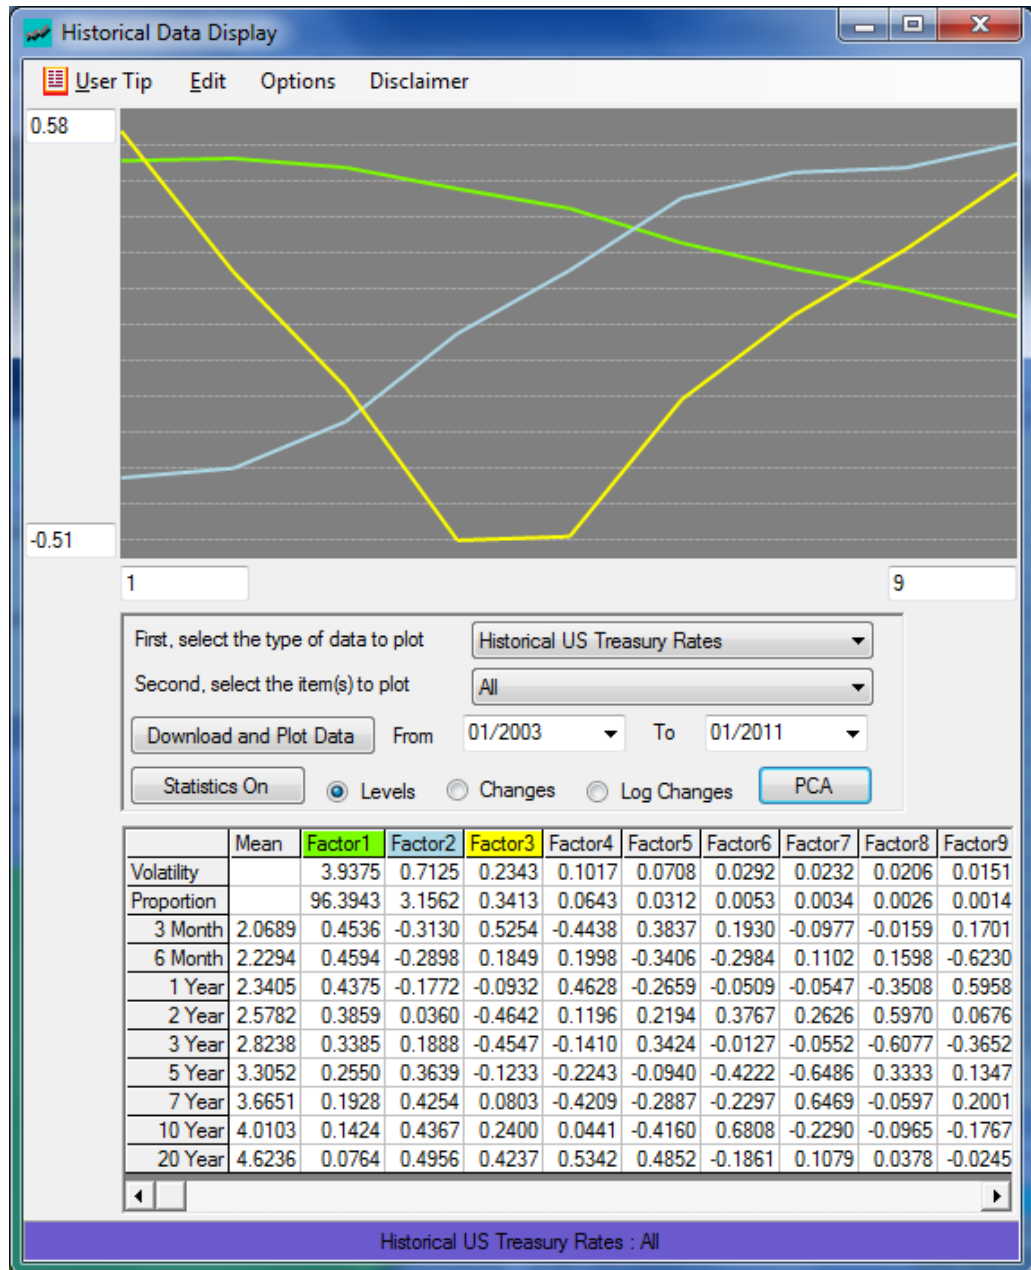 Historical Data Display
User Tip Edit Options Disclaimer
0.58
-0.51
1 9
First, select the type of data to plot Historical US Treasury Rates
Second, select the item(s) to plot All
Download and Plot Data From 01/2003 To 01/2011
Statistics On Levels Changes Log Changes PCA
Mean Factor1 Factor2 Factor3 Factor4 Factor5 Factor6 Factor7 Factor8 Factor9
Volatility 3.9375 0.7125 0.2343 0.1017 0.0708 0.0292 0.0232 0.0206 0.0151
Proportion 96.3943 3.1562 0.3413 0.0643 0.0312 0.0053 0.0034 0.0026 0.0014
3 Month 2.0689 0.4536 -0.3130 0.5254 -0.4438 0.3837 0.1930 -0.0977 -0.0159 0.1701
6 Month 2.2294 0.4594 -0.2898 0.1849 0.1998 -0.3406 -0.2984 0.1102 0.1598 -0.6230
1 Year 2.3405 0.4375 -0.1772 -0.0932 0.4628 -0.2659 -0.0509 -0.0547 -0.3508 0.5958
2 Year 2.5782 0.3859 0.0360 -0.4642 0.1196 0.2194 0.3767 0.2626 0.5970 0.0676
3 Year 2.8238 0.3385 0.1888 -0.4547 -0.1410 0.3424 -0.0127 -0.0552 -0.6077 -0.3652
5 Year 3.3052 0.2550 0.3639 -0.1233 -0.2243 -0.0940 -0.4222 -0.6486 0.3333 0.1347
7 Year 3.6651 0.1928 0.4254 0.0803 -0.4209 -0.2887 -0.2297 0.6469 -0.0597 0.2001
10 Year 4.0103 0.1424 0.4367 0.2400 0.0441 -0.4160 0.6808 -0.2290 -0.0965 -0.1767
20 Year 4.6236 0.0764 0.4956 0.4237 0.5342 0.4852 -0.1861 0.1079 0.0378 -0.0245
Historical US Treasury Rates : All